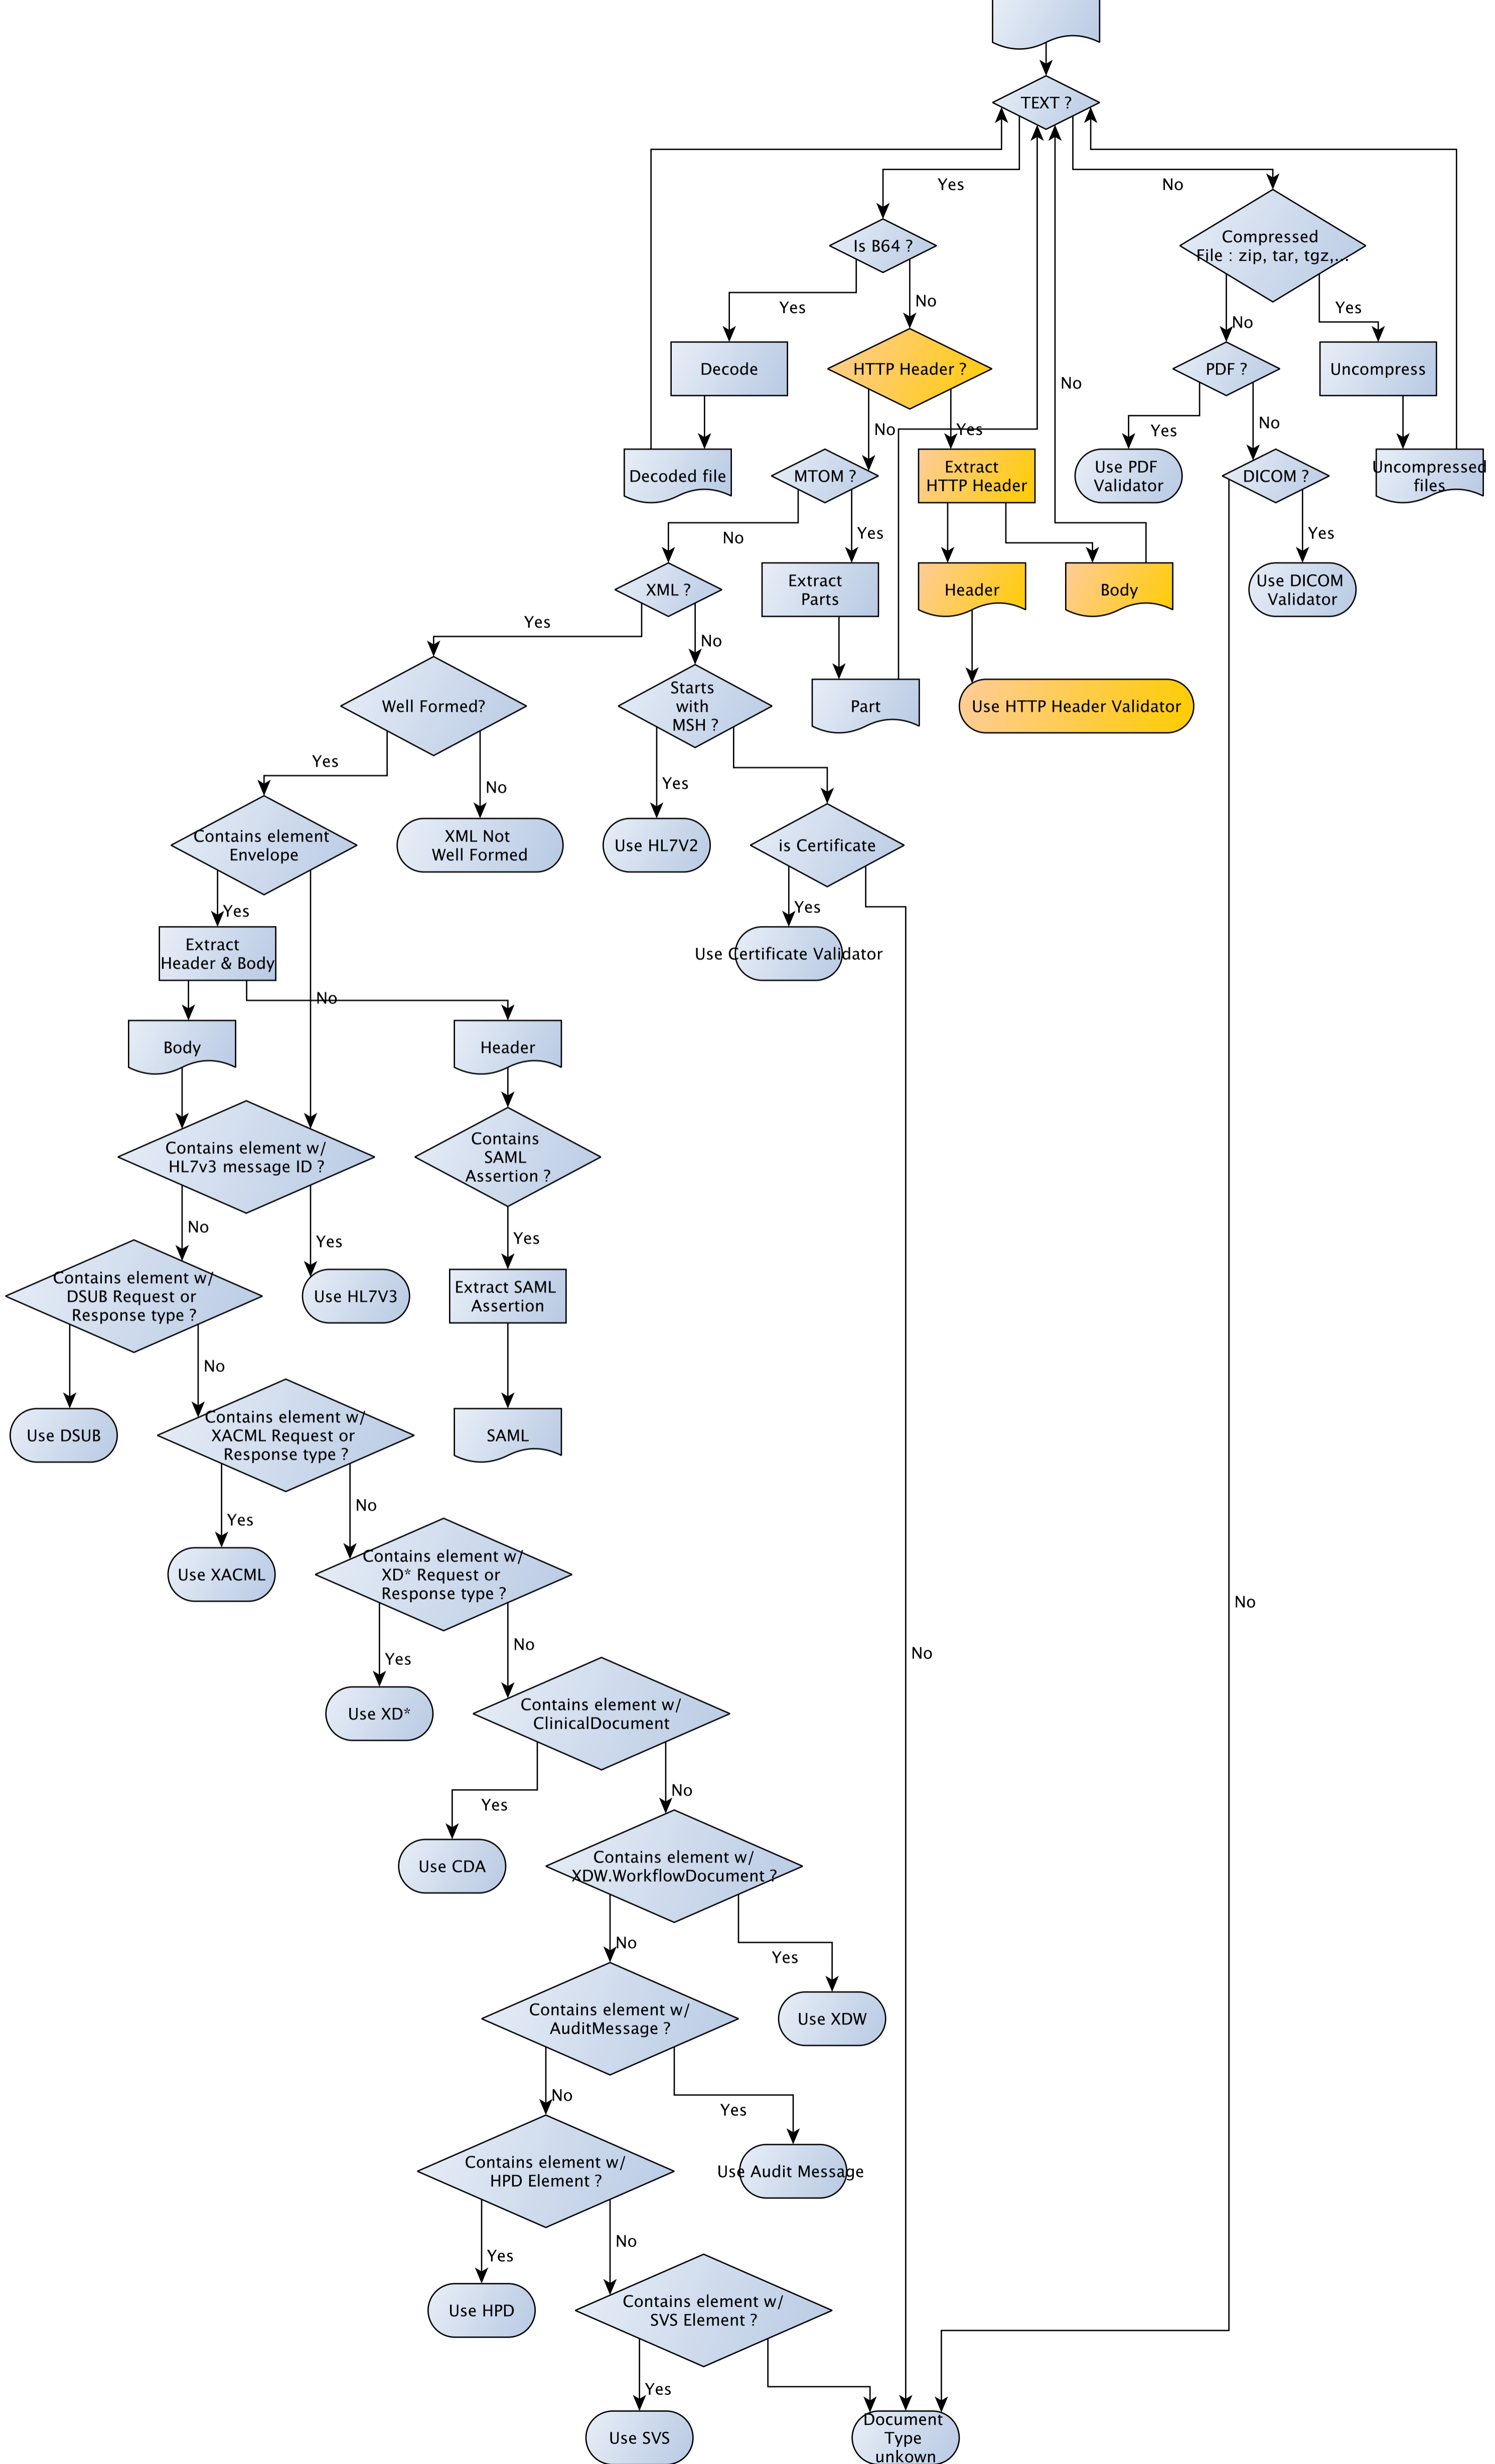 TEXT ?
Yes
No
Is B64 ?
Compressed
File : zip, tar, tgz,...
Yes
No
No
Yes
Decode
HTTP Header ?
No
PDF ?
Uncompress
No
Yes
Yes
No
Decoded file
MTOM ?
Extract
HTTP Header
Use PDF
Validator
DICOM ?
Uncompressed
files
No
Yes
Yes
XML ?
Extract
Parts
Header
Body
Use DICOM
Validator
Yes
No
Well Formed?
Starts
with
MSH ?
Part
Use HTTP Header Validator
Yes
No
Yes
Contains element
Envelope
XML Not
Well Formed
Use HL7V2
is Certificate
Yes
Yes
Extract
Header & Body
Use Certificate Validator
No
Body
Header
Contains element w/
HL7v3 message ID ?
Contains
SAML
Assertion ?
No
Yes
Yes
Contains element w/
DSUB Request or
Response type ?
Use HL7V3
Extract SAML
Assertion
No
Use DSUB
Contains element w/
XACML Request or
Response type ?
SAML
Yes
No
Use XACML
Contains element w/
XD* Request or
Response type ?
No
Yes
No
No
Use XD*
Contains element w/
ClinicalDocument
Yes
No
Use CDA
Contains element w/
XDW.WorkflowDocument ?
No
Yes
Contains element w/
AuditMessage ?
Use XDW
No
Yes
Contains element w/
HPD Element ?
Use Audit Message
Yes
No
Use HPD
Contains element w/
SVS Element ?
Yes
Use SVS
Document
Type
unkown